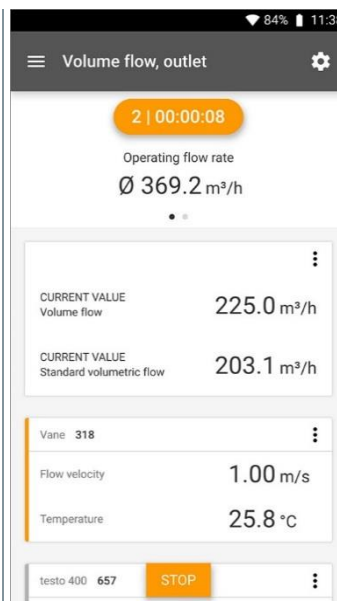 84% 11:3
Volume flow, outlet
2 | 00:00:08
Operating flow rate
Ø 369.2 m³/h
CURRENT VALUE
Volume flow
225.0 m³/h
CURRENT VALUE
Standard volumetric flow
203.1 m³/h
Vane 318
Flow velocity 1.00 m/s
Temperature 25.8 °C
testo 400 657
STOP